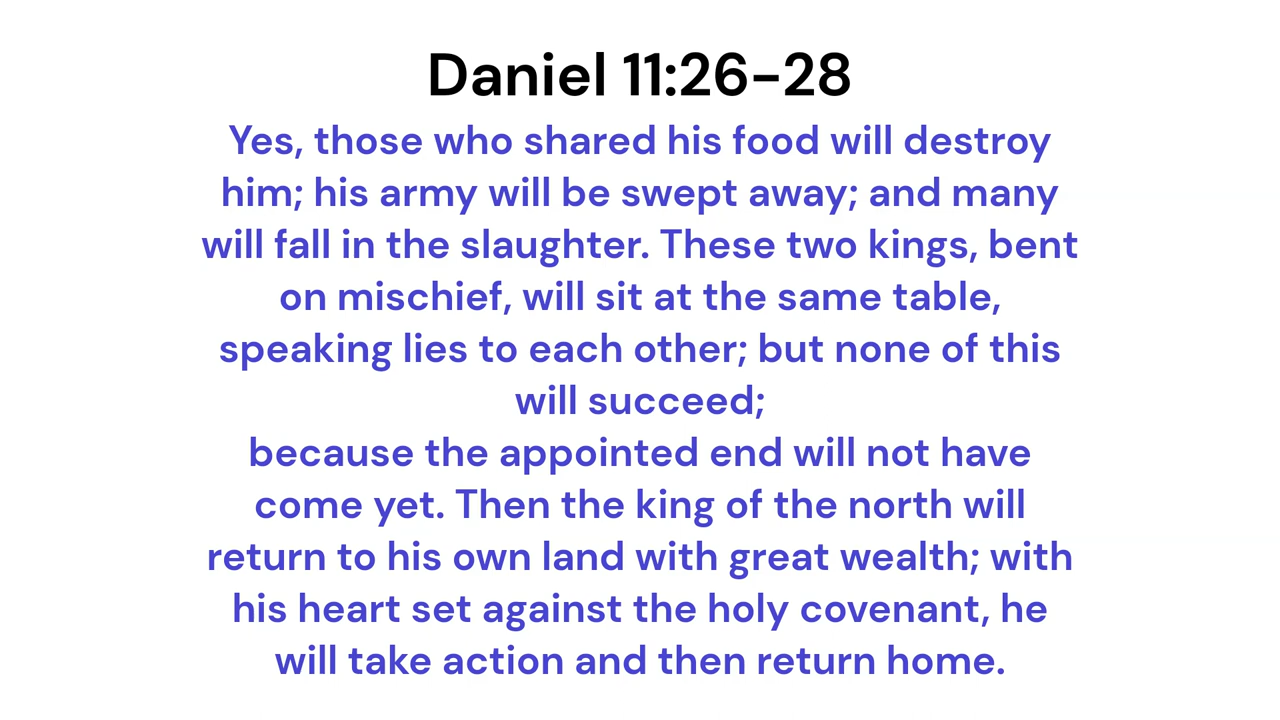 Daniel 11:26-28
Yes, those who shared his food will destroy
him; his army will be swept away; and many
will fall in the slaughter. These two kings, bent
on mischief, will sit at the same table,
speaking lies to each other; but none of this
will succeed;
because the appointed end will not have
come yet. Then the king of the north will
return to his own land with great wealth; with
his heart set against the holy covenant, he
will take action and then return home.